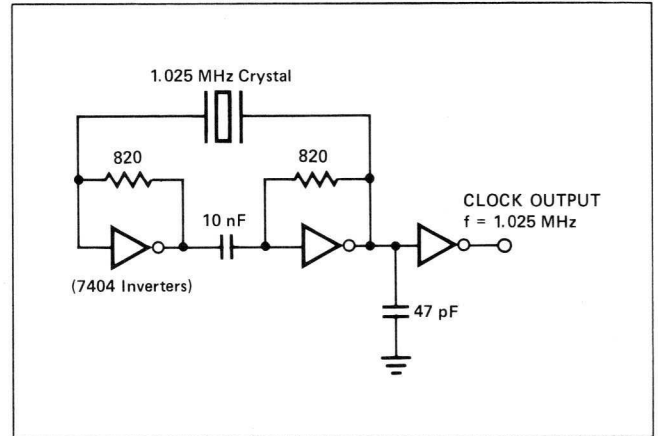 1.025 MHz Crystal
820
820
10 nF
CLOCK OUTPUT
f = 1.025 MHz
(7404 Inverters)
47 pF